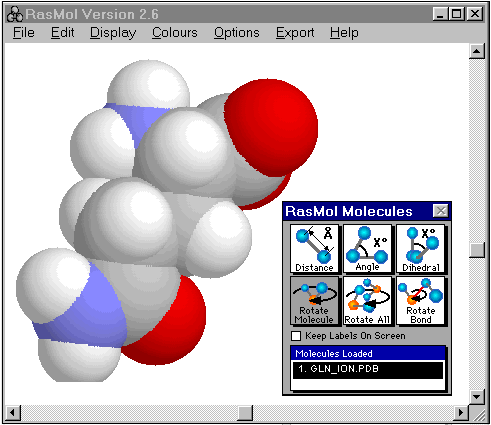 RasMol Version 2.6
File Edit Display Colours Options Export Help
RasMol Molecules
Å
X°
X°
Distance
Angle
Dihedral
Rotate Molecule
Rotate All
Rotate Bond
Keep Labels On Screen
Molecules Loaded
1. GLN_ION.PDB